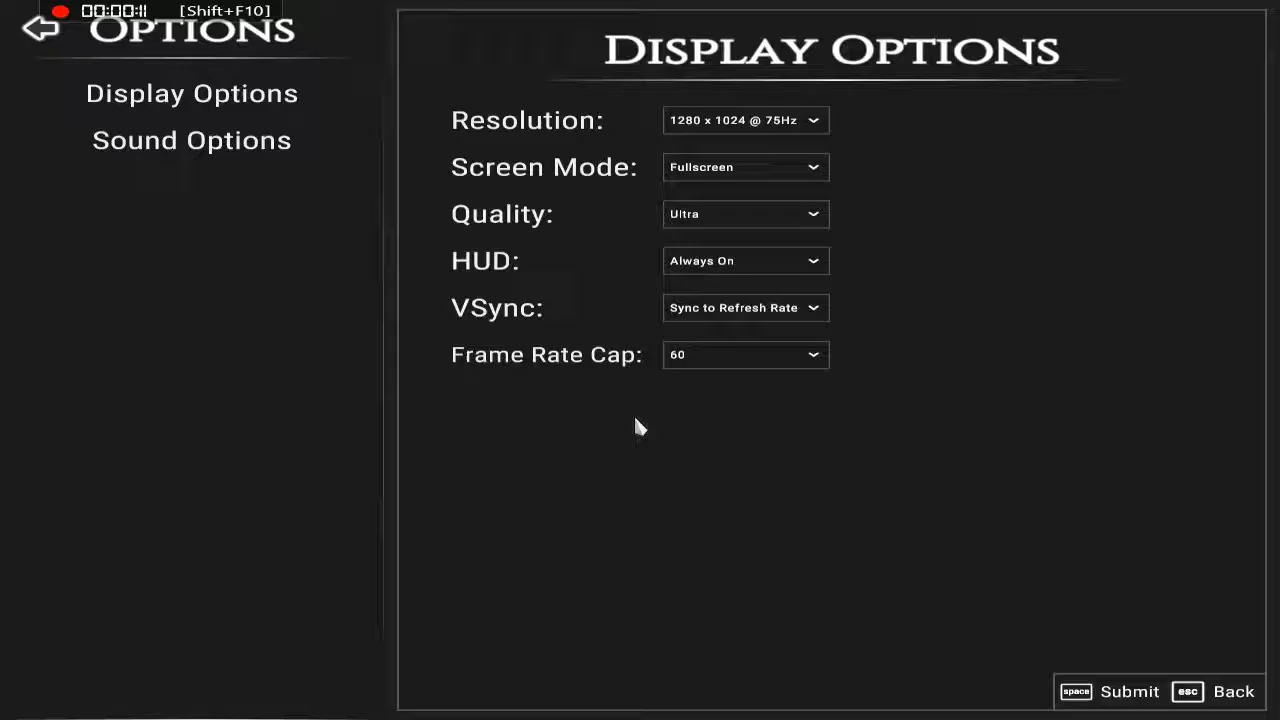 00:00:11 [Shift+F10]
OPTIONS
Display Options
Sound Options
DISPLAY OPTIONS
Resolution: 1280 x 1024 @ 75Hz
Screen Mode: Fullscreen
Quality: Ultra
HUD: Always On
VSync: Sync to Refresh Rate
Frame Rate Cap: 60
space Submit esc Back